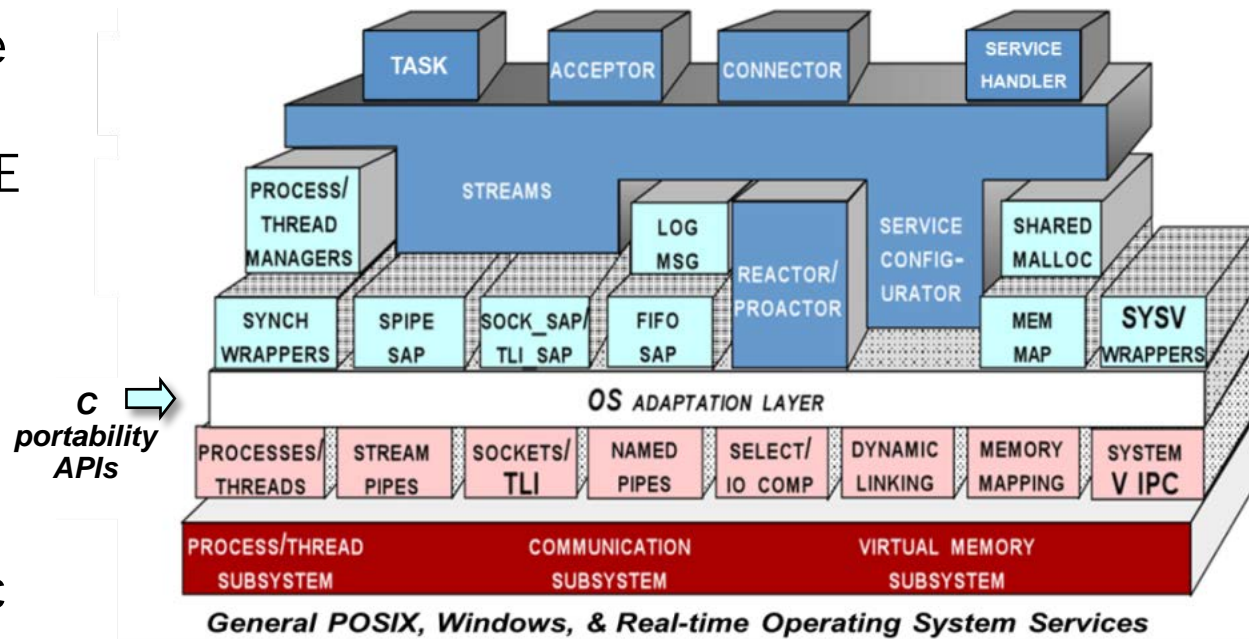 e
E
c
TASK
ACCEPTOR
CONNECTOR
SERVICE
HANDLER
PROCESS/
THREAD
MANAGERS
STREAMS
LOG
MSG
REACTOR/
PROACTOR
SERVICE
CONFIG-
URATOR
SHARED
MALLOC
SYNCH
WRAPPERS
SPIPE
SAP
SOCK_SAP/
TLI_SAP
FIFO
SAP
MEM
MAP
SYSV
WRAPPERS
C
portability
APIs
OS ADAPTATION LAYER
PROCESSES/
THREADS
STREAM
PIPES
SOCKETS/
TLI
NAMED
PIPES
SELECT/
IO COMP
DYNAMIC
LINKING
MEMORY
MAPPING
SYSTEM
V IPC
PROCESS/THREAD
SUBSYSTEM
COMMUNICATION
SUBSYSTEM
VIRTUAL MEMORY
SUBSYSTEM
General POSIX, Windows, & Real-time Operating System Services